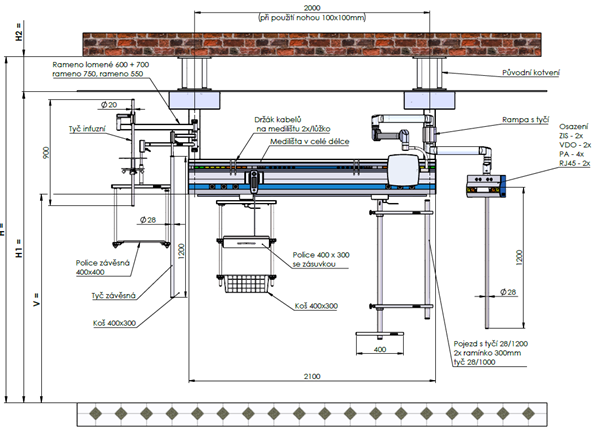 2000
(při použití nohou 100x100mm)
H2 =
Rameno lomené 600 + 700
rameno 750, rameno 550
Původní kotvení
Ø20
Tyč infuzní
Držák kabelů
na medilištu 2x/lůžko
Medilišta v celé délce
Rampa s tyčí
Osazení
ZIS - 2x
VDO - 2x
PA - 4x
RJ45 - 2x
900
Ø28
1200
H =
H1 =
V =
Police závěsná
400x400
Police 400 x 300
se zásuvkou
1200
Ø28
Tyč závěsná
Koš 400x300
Koš 400x300
400
Pojezd s tyčí 28/1200
2x ramínko 300mm
tyč 28/1000
2100